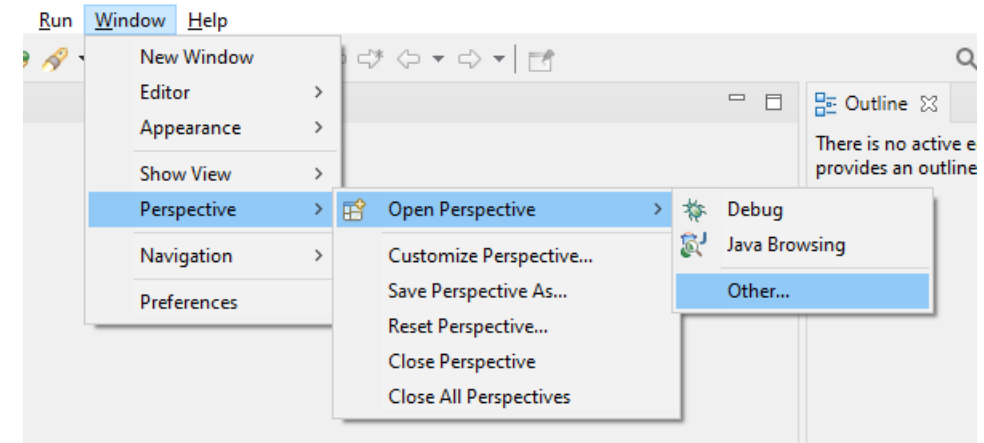 Run Window Help
New Window
Editor
Appearance
Show View
Perspective
Navigation
Preferences
Open Perspective
Customize Perspective...
Save Perspective As...
Reset Perspective...
Close Perspective
Close All Perspectives
Debug
Java Browsing
Other...
Outline
There is no active e
provides an outline